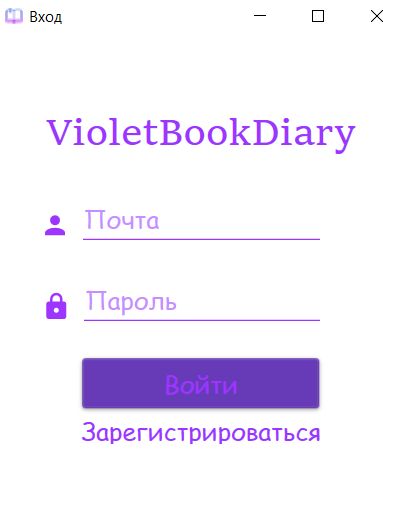 Вход
VioletBookDiary
Почта
Пароль
Войти
Зарегистрироваться